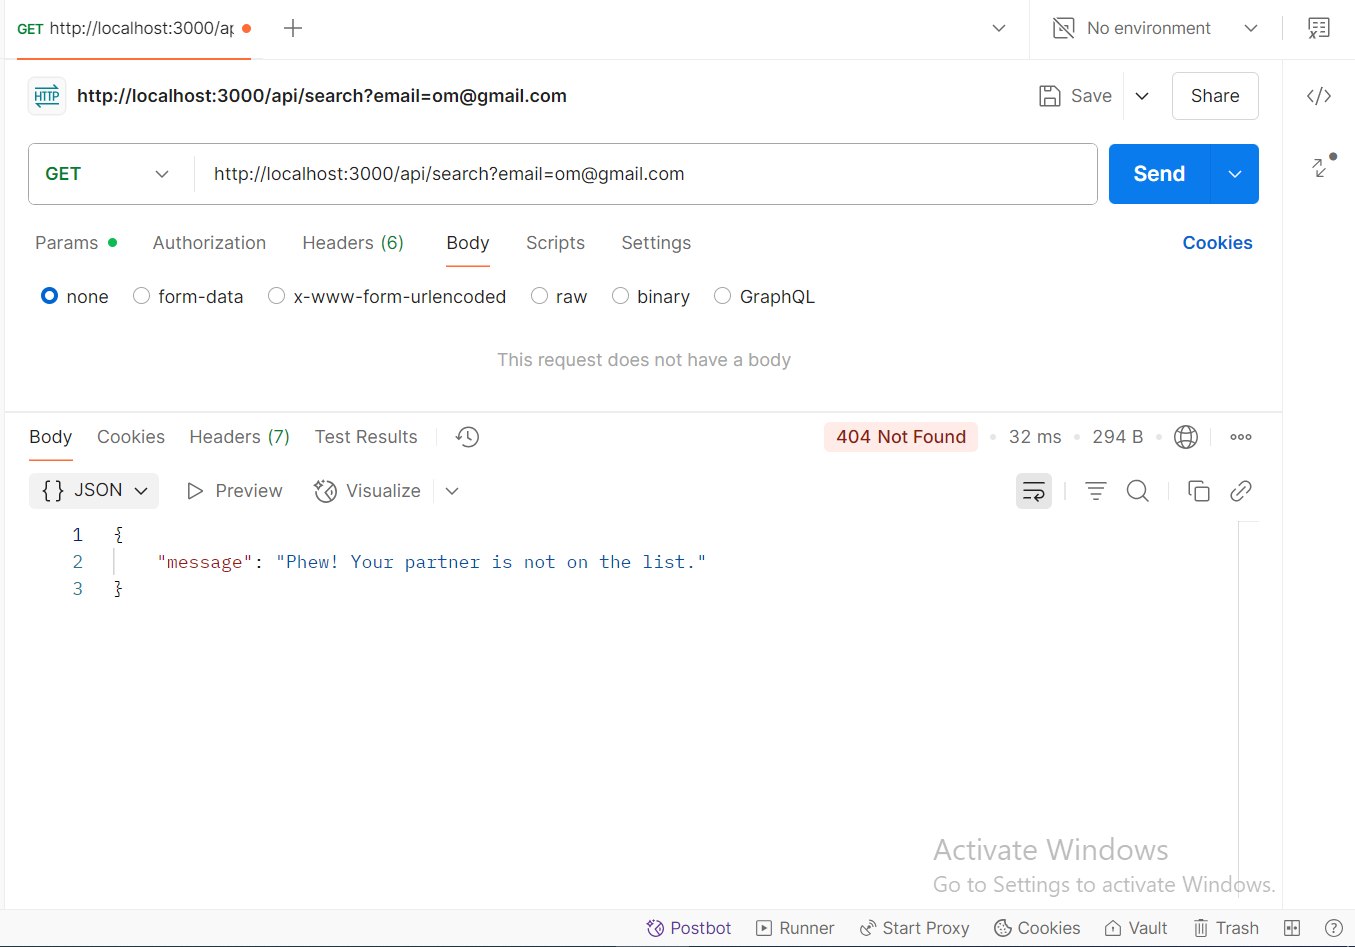 GET http://localhost:3000/ap
No environment
HTTP http://localhost:3000/api/search?email=om@gmail.com
Save
Share
GET http://localhost:3000/api/search?email=om@gmail.com
Send
Params Authorization Headers (6) Body Scripts Settings Cookies
none form-data x-www-form-urlencoded raw binary GraphQL
This request does not have a body
Body Cookies Headers (7) Test Results 404 Not Found 32 ms 294 B
{} JSON Preview Visualize
1 {
2 "message": "Phew! Your partner is not on the list."
3 }
Activate Windows
Go to Settings to activate Windows.
Postbot Runner Start Proxy Cookies Vault Trash